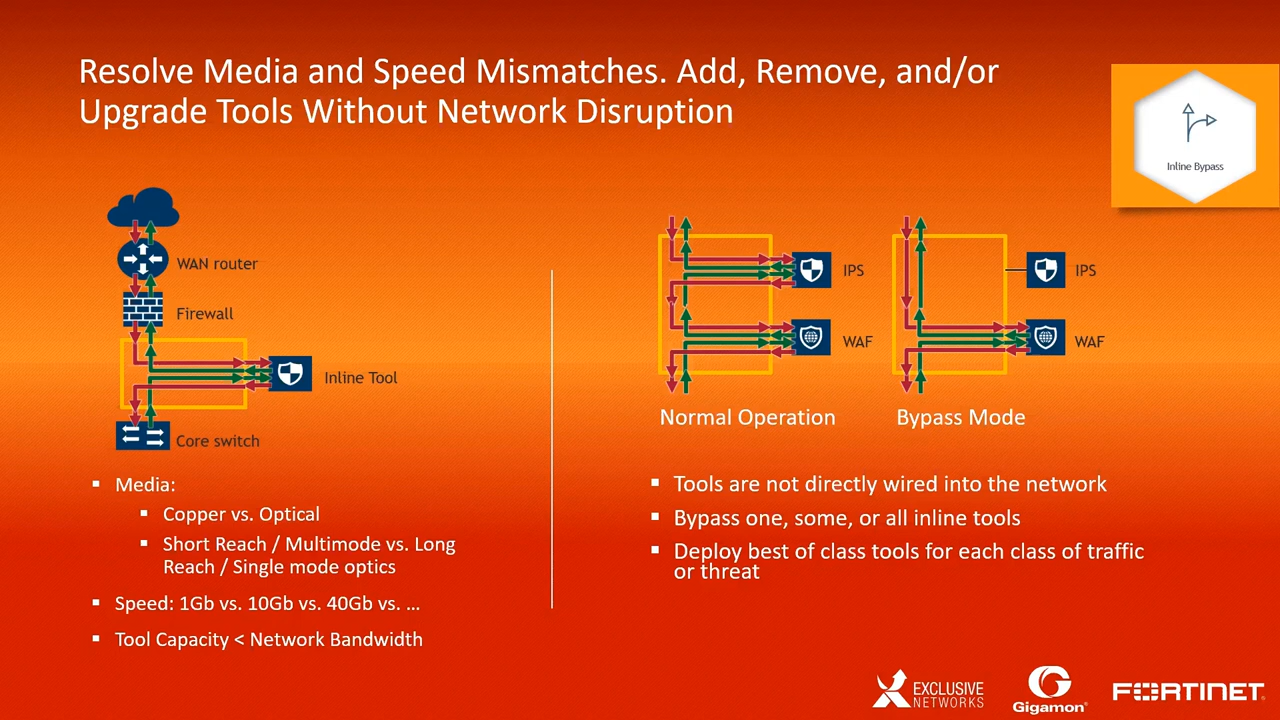 Resolve Media and Speed Mismatches. Add, Remove, and/or
Upgrade Tools Without Network Disruption
Inline Bypass
WAN router
Firewall
Inline Tool
Core switch
▪ Media:
▪ Copper vs. Optical
▪ Short Reach / Multimode vs. Long
Reach / Single mode optics
▪ Speed: 1Gb vs. 10Gb vs. 40Gb vs. …
▪ Tool Capacity < Network Bandwidth
IPS
WAF
Normal Operation
IPS
WAF
Bypass Mode
▪ Tools are not directly wired into the network
▪ Bypass one, some, or all inline tools
▪ Deploy best of class tools for each class of traffic
or threat
EXCLUSIVE
NETWORKS
Gigamon®
FORTINET®